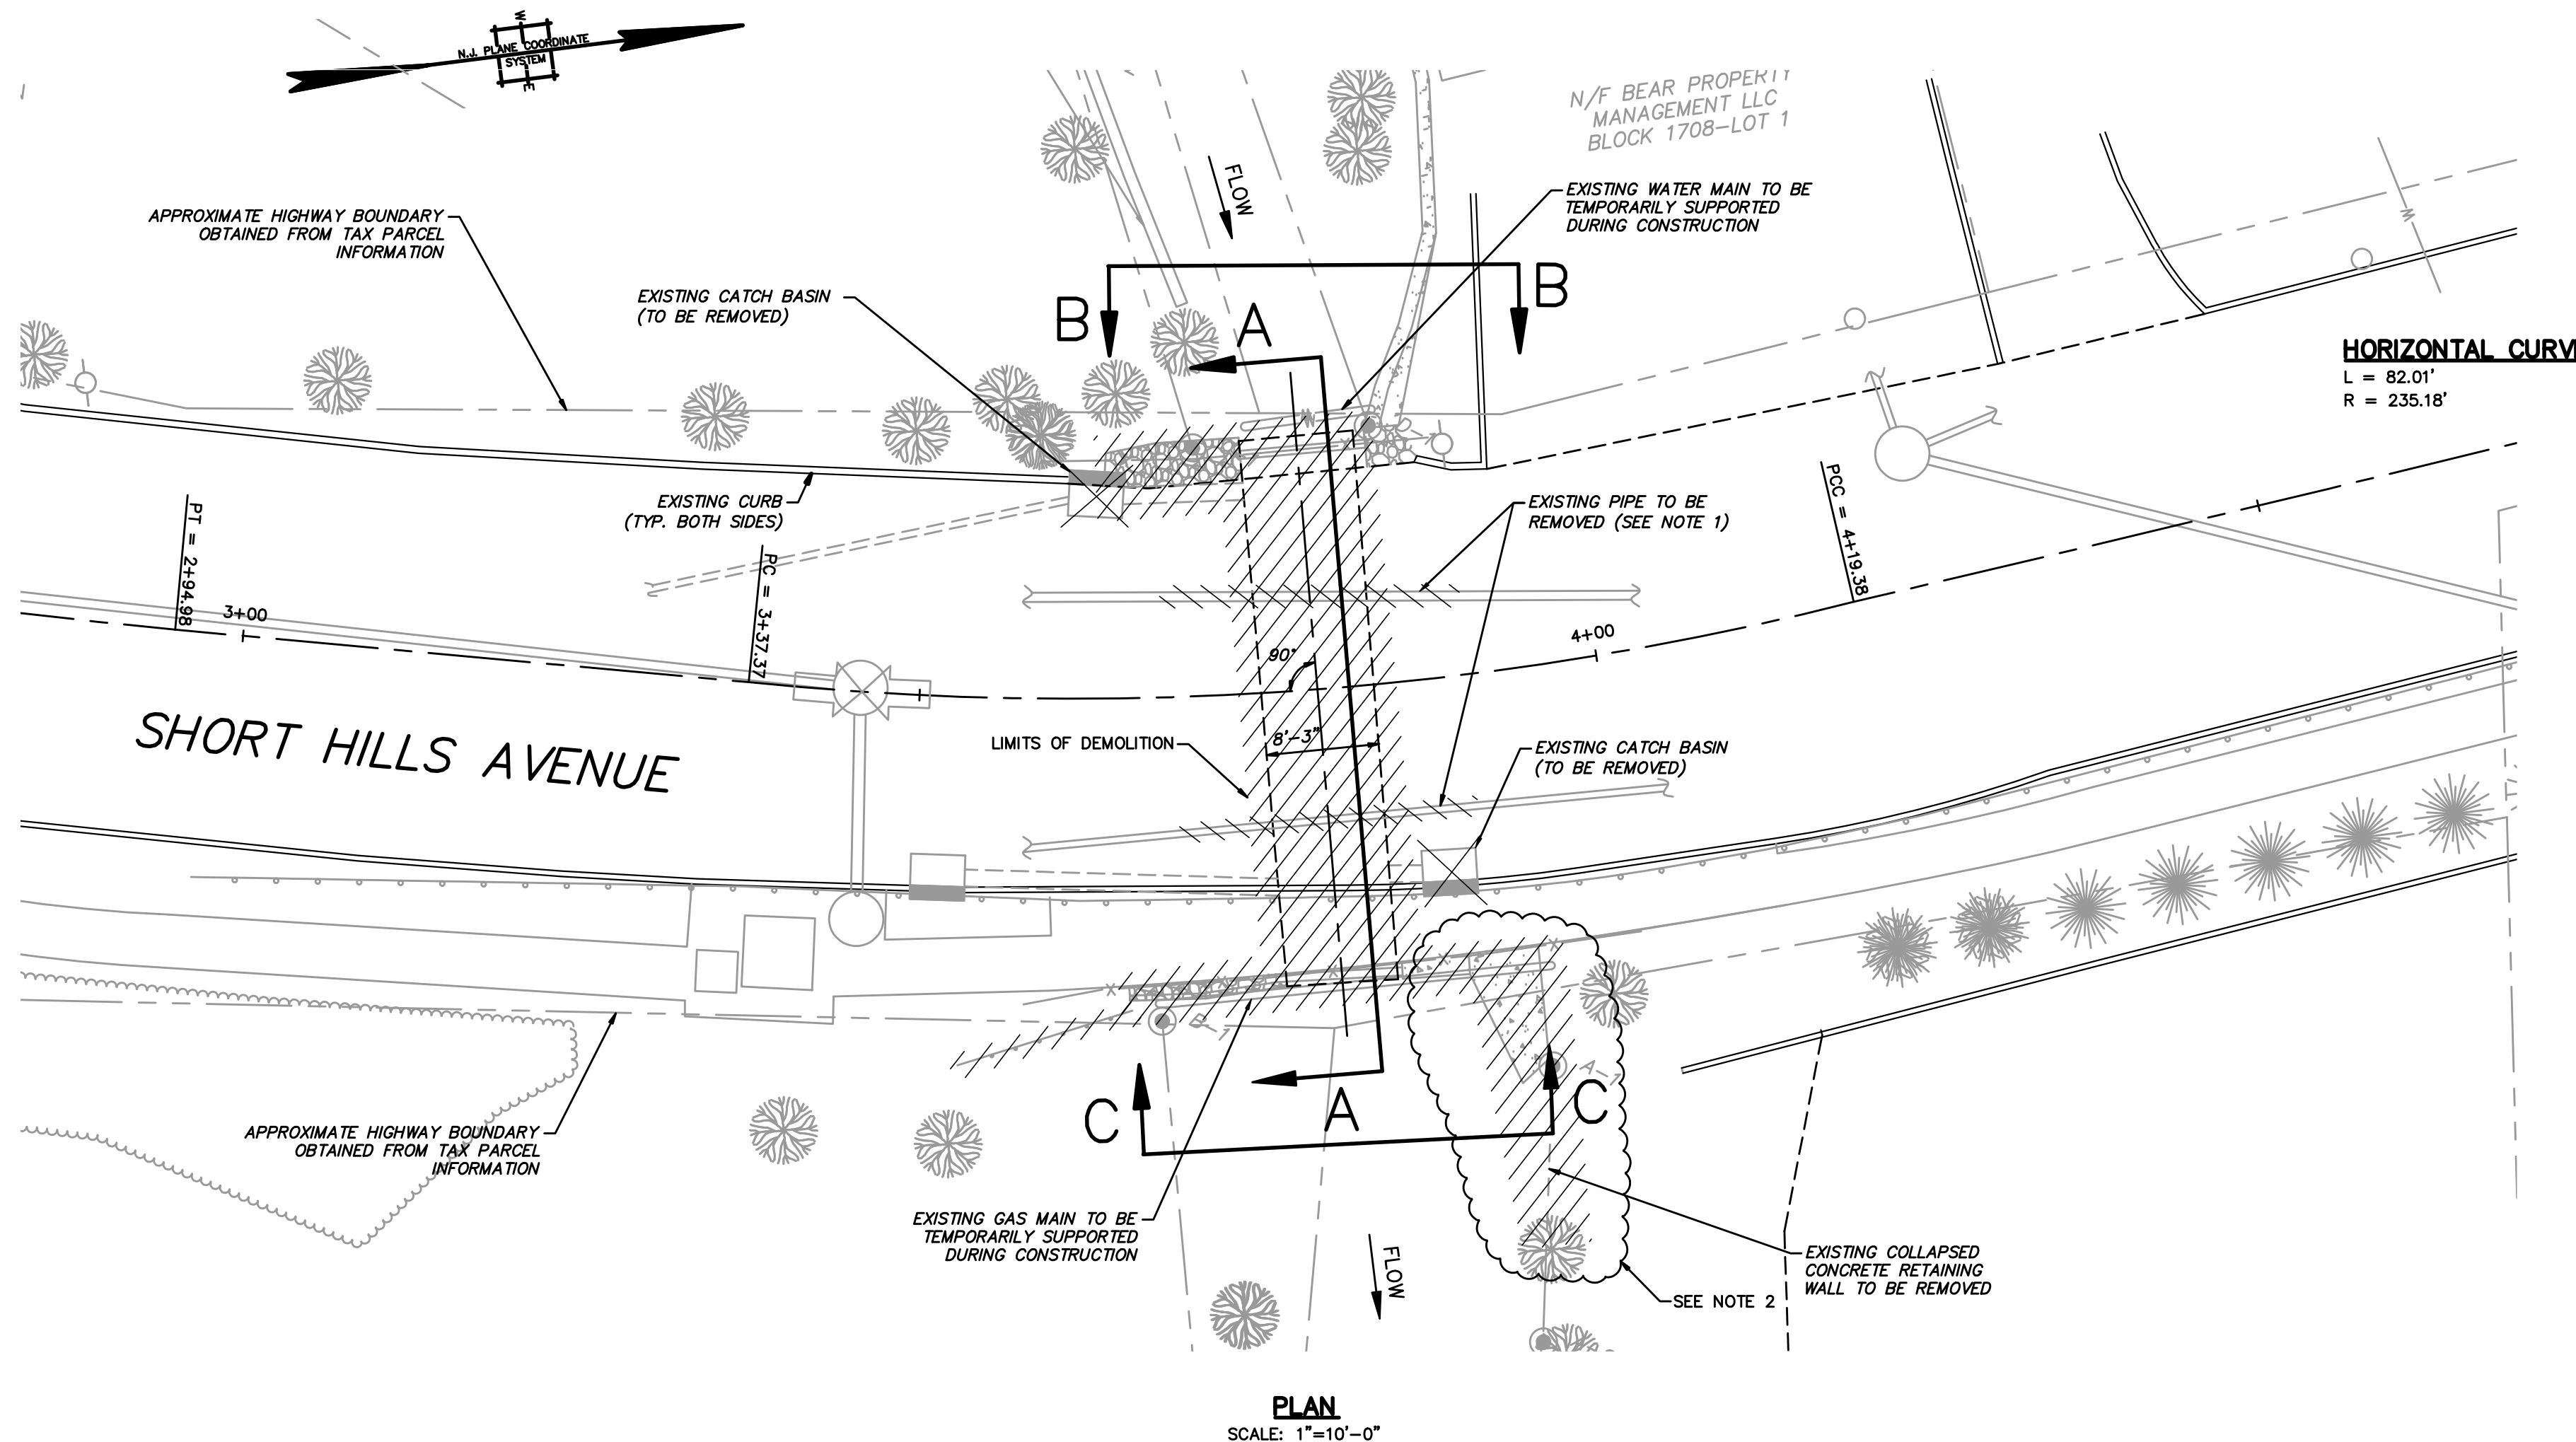 W
N.J. PLANE COORDINATE
SYSTEM
E
N/F BEAR PROPERTY
MANAGEMENT LLC
BLOCK 1708-LOT 1
FLOW
EXISTING WATER MAIN TO BE
TEMPORARILY SUPPORTED
DURING CONSTRUCTION
APPROXIMATE HIGHWAY BOUNDARY
OBTAINED FROM TAX PARCEL
INFORMATION
W
B
B
EXISTING CATCH BASIN
(TO BE REMOVED)
A
HORIZONTAL CURV
L = 82.01'
R = 235.18'
W
EXISTING CURB
(TYP. BOTH SIDES)
EXISTING PIPE TO BE
REMOVED (SEE NOTE 1)
PT = 2+94.98
PC = 3+37.37
PCC = 4+19.38
3+00
4+00
90°
8'-3"
SHORT HILLS AVENUE
LIMITS OF DEMOLITION
EXISTING CATCH BASIN
(TO BE REMOVED)
B-1
A-1
C
A
C
APPROXIMATE HIGHWAY BOUNDARY
OBTAINED FROM TAX PARCEL
INFORMATION
EXISTING GAS MAIN TO BE
TEMPORARILY SUPPORTED
DURING CONSTRUCTION
FLOW
EXISTING COLLAPSED
CONCRETE RETAINING
WALL TO BE REMOVED
SEE NOTE 2
PLAN
SCALE: 1"=10'-0"